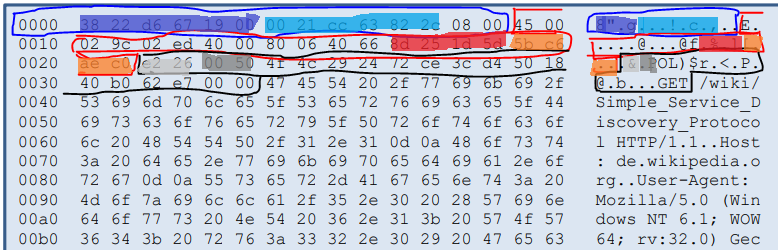 0000 38 22 d6 67 19 00 00 21 cc 63 82 2c 08 00 45 00 8".g...!.c.,..E.
0010 02 9c 02 ed 40 00 80 06 40 66 8d 25 1d 5d 5b c6 ....@...@f.%
0020 ae c0 e2 26 00 50 4f 4c 29 24 72 ce 3c d4 50 18 ...&.POL)$r.<.P.
0030 40 b0 62 e7 00 00 47 45 54 20 2f 77 69 6b 69 2f @.b...GET /wiki/
0040 53 69 6d 70 6c 65 5f 53 65 72 76 69 63 65 5f 44 Simple_Service_D
0050 69 73 63 6f 76 65 72 79 5f 50 72 6f 74 6f 63 6f iscovery_Protoco
0060 6c 20 48 54 54 50 2f 31 2e 31 0d 0a 48 6f 73 74 l HTTP/1.1..Host
0070 3a 20 64 65 2e 77 69 6b 69 70 65 64 69 61 2e 6f : de.wikipedia.o
0080 72 67 0d 0a 55 73 65 72 2d 41 67 65 6e 74 3a 20 rg..User-Agent:
0090 4d 6f 7a 69 6c 6c 61 2f 35 2e 30 20 28 57 69 6e Mozilla/5.0 (Win
00a0 64 6f 77 73 20 4e 54 20 36 2e 31 3b 20 57 4f 57 dows NT 6.1; WOW
00b0 36 34 3b 20 72 76 3a 33 32 2e 30 29 20 47 65 63 64; rv:32.0) Gec